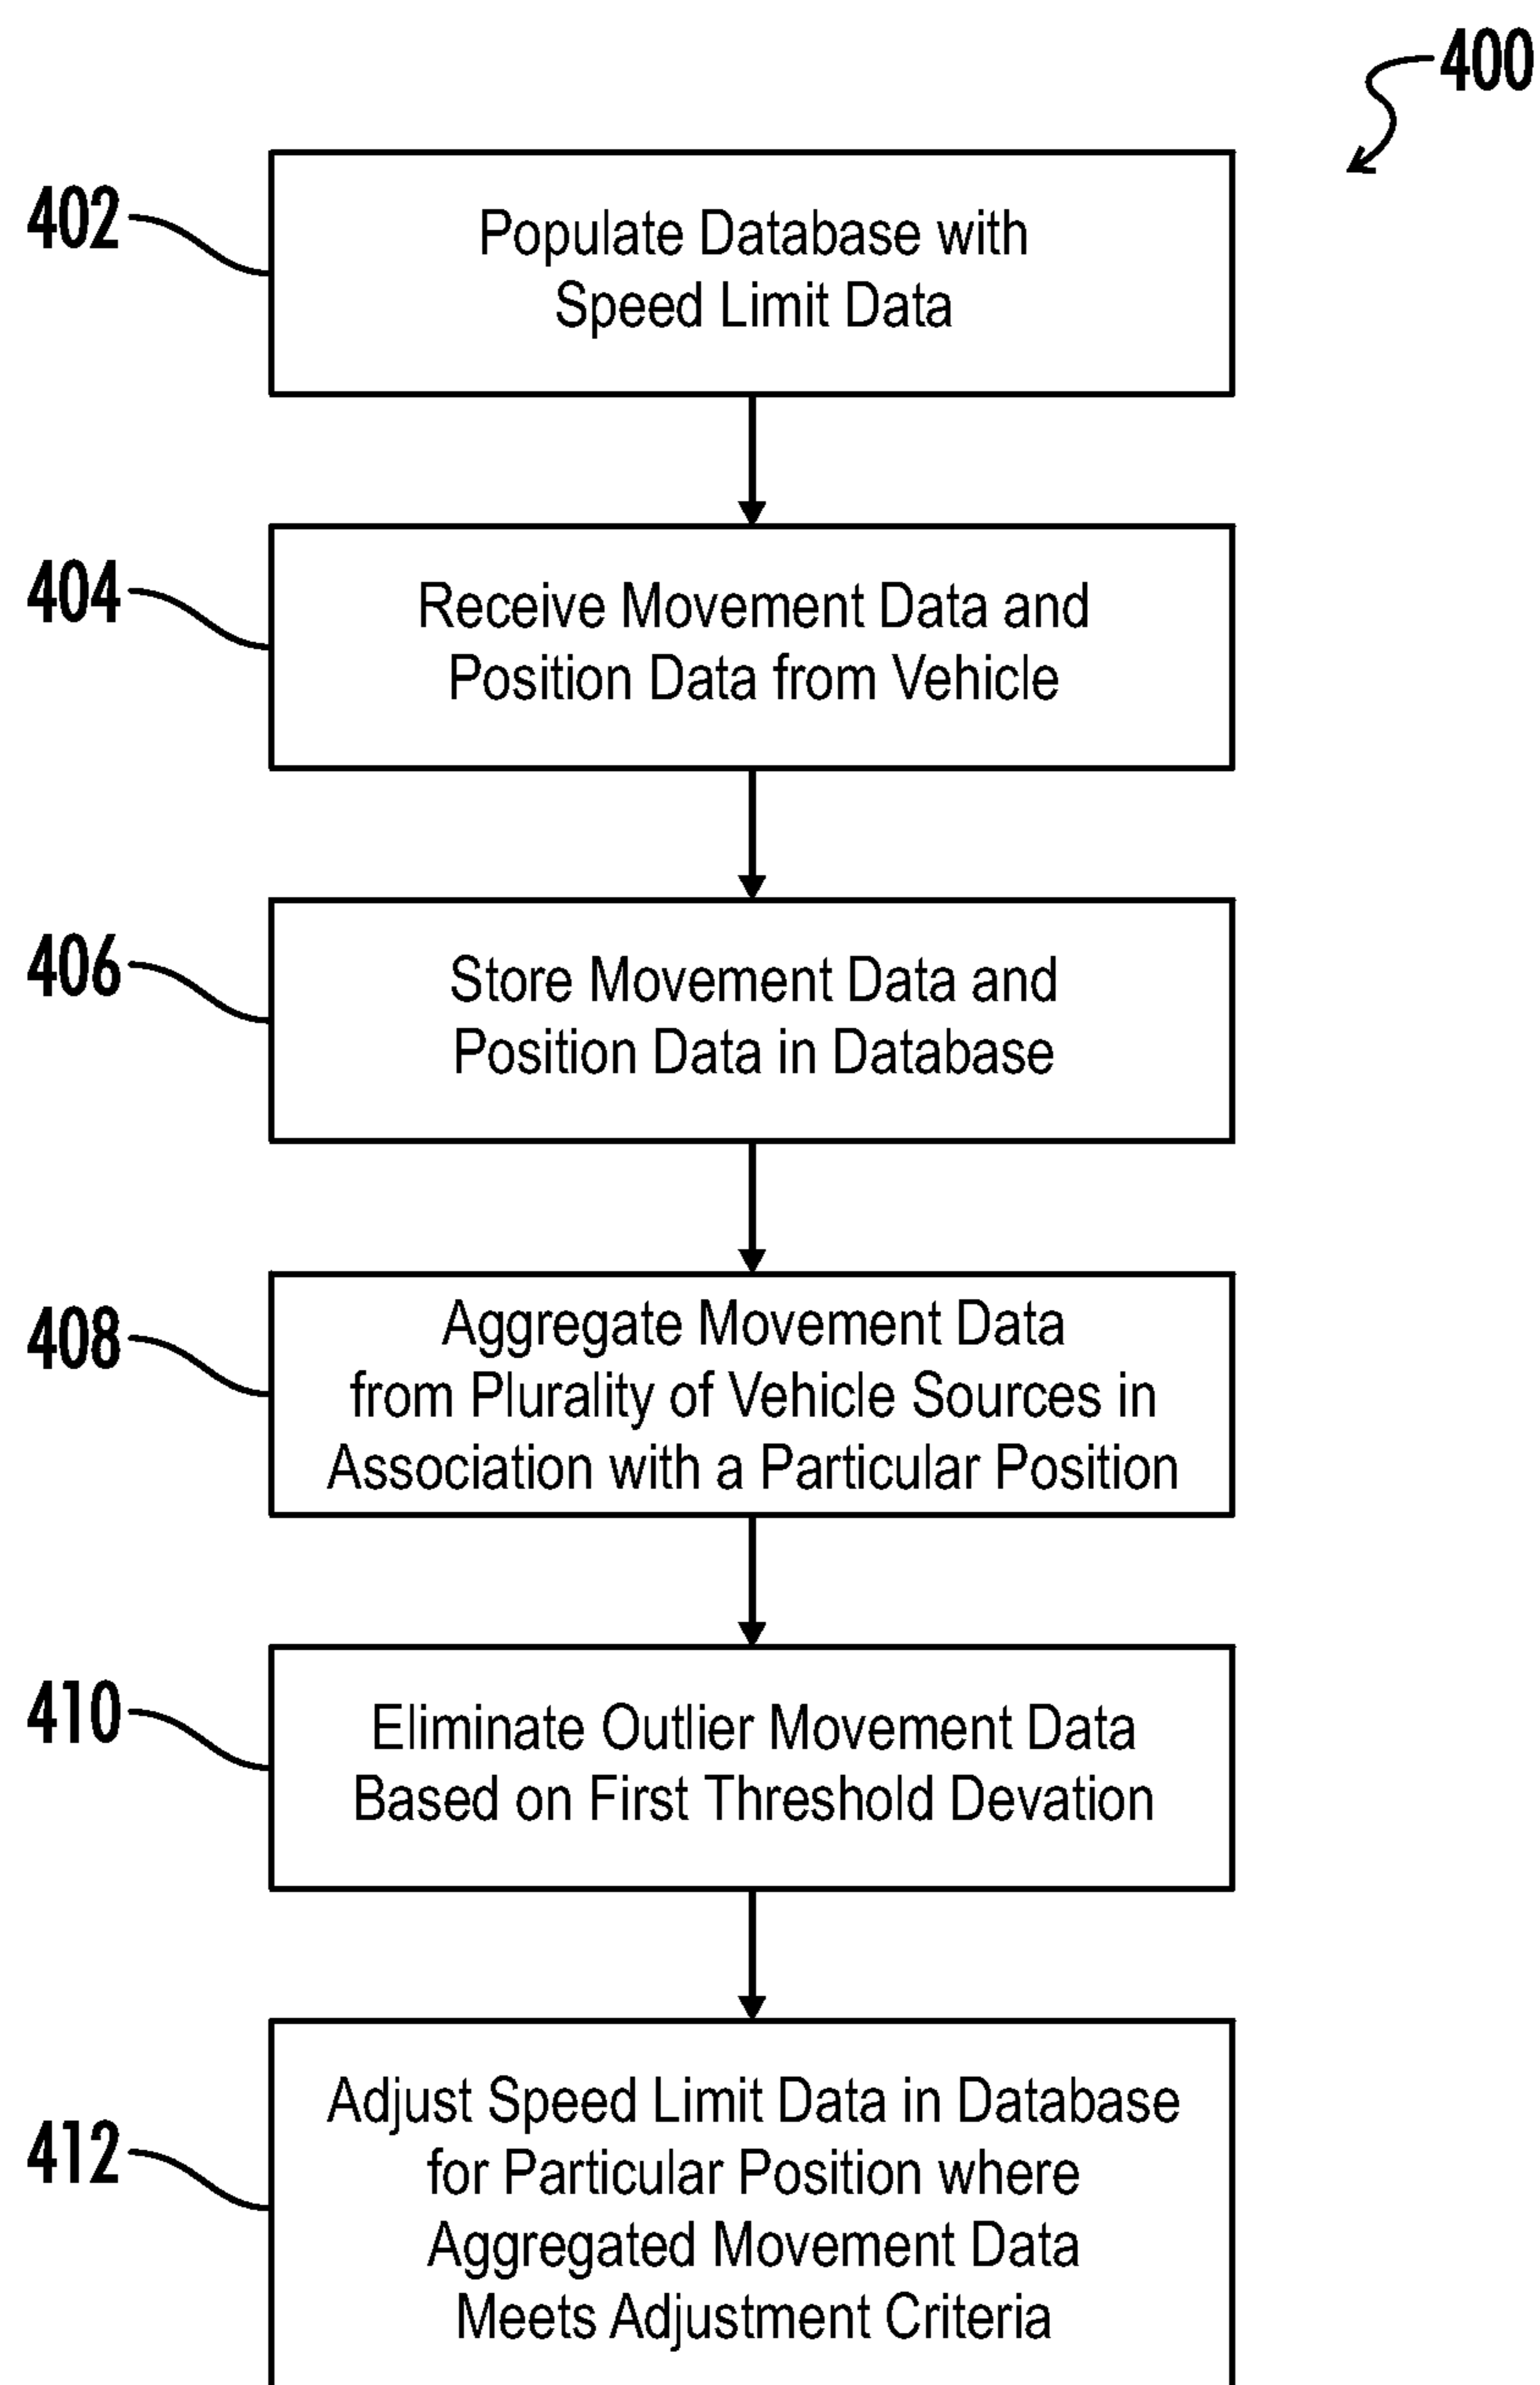 400
402
Populate Database with
Speed Limit Data
404
Receive Movement Data and
Position Data from Vehicle
406
Store Movement Data and
Position Data in Database
408
Aggregate Movement Data
from Plurality of Vehicle Sources in
Association with a Particular Position
410
Eliminate Outlier Movement Data
Based on First Threshold Devation
412
Adjust Speed Limit Data in Database
for Particular Position where
Aggregated Movement Data
Meets Adjustment Criteria